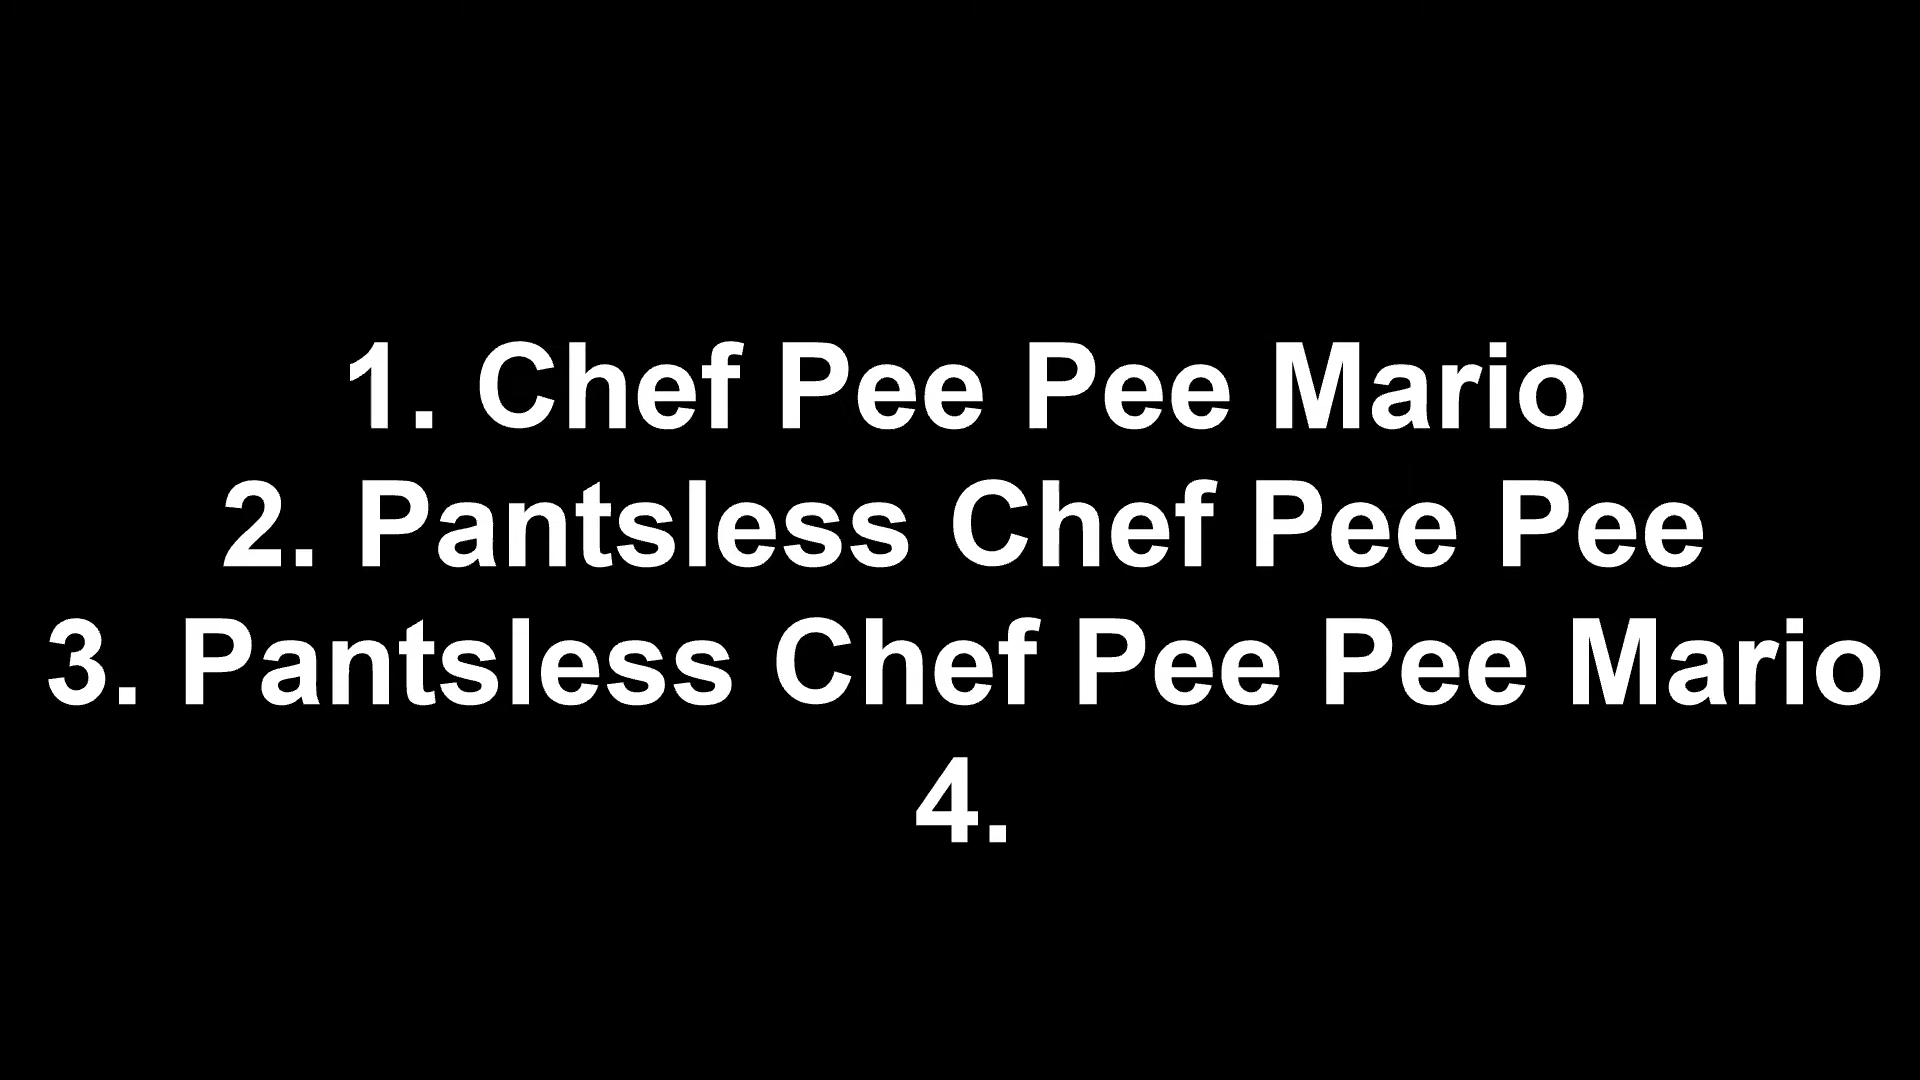 1. Chef Pee Pee Mario
2. Pantsless Chef Pee Pee
3. Pantsless Chef Pee Pee Mario
4.